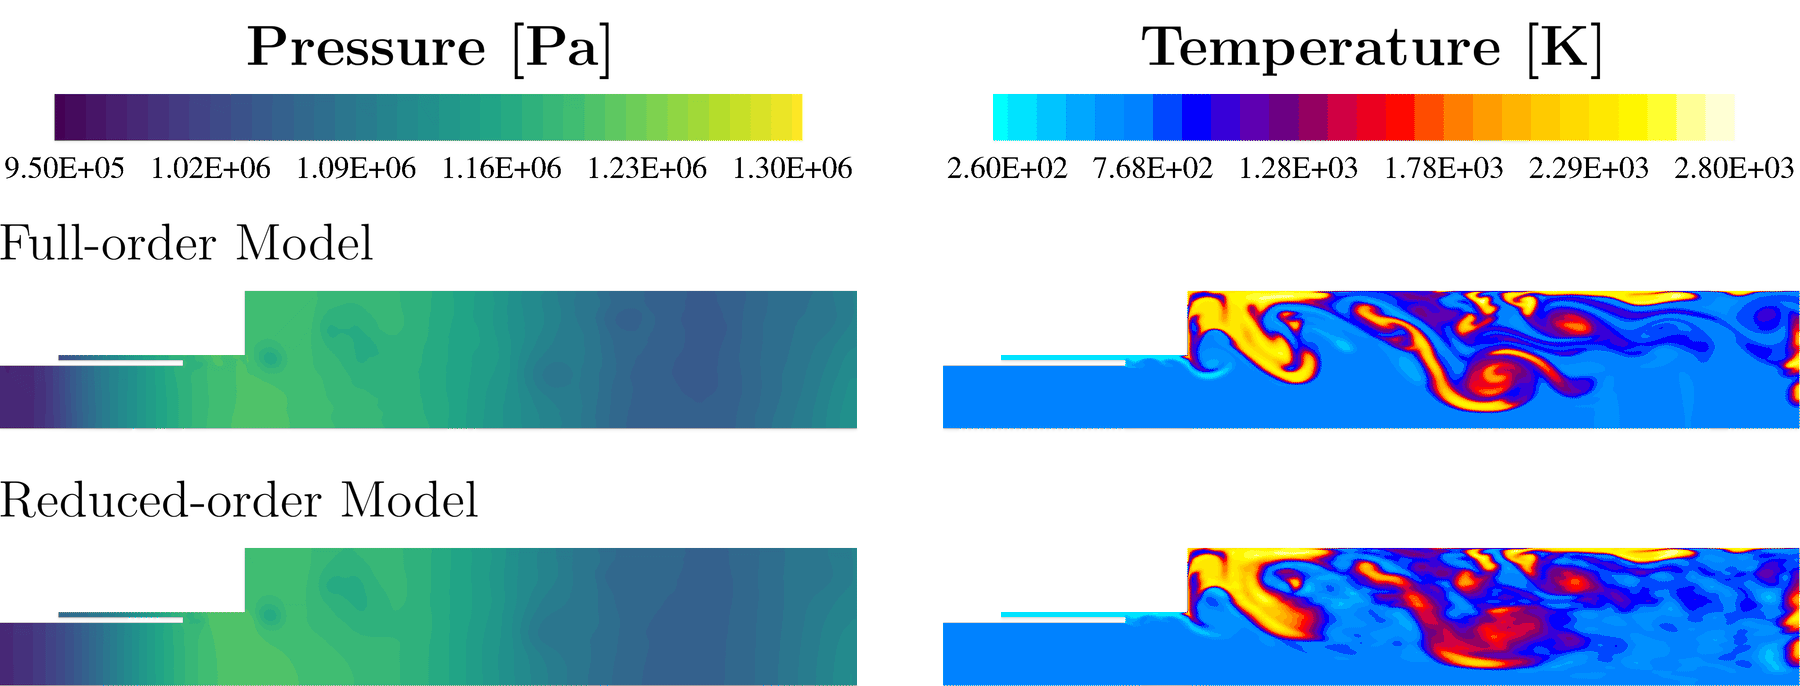 Pressure [Pa]
Temperature [K]
9.50E+05 1.02E+06 1.09E+06 1.16E+06 1.23E+06 1.30E+06
2.60E+02 7.68E+02 1.28E+03 1.78E+03 2.29E+03 2.80E+03
Full-order Model
Reduced-order Model